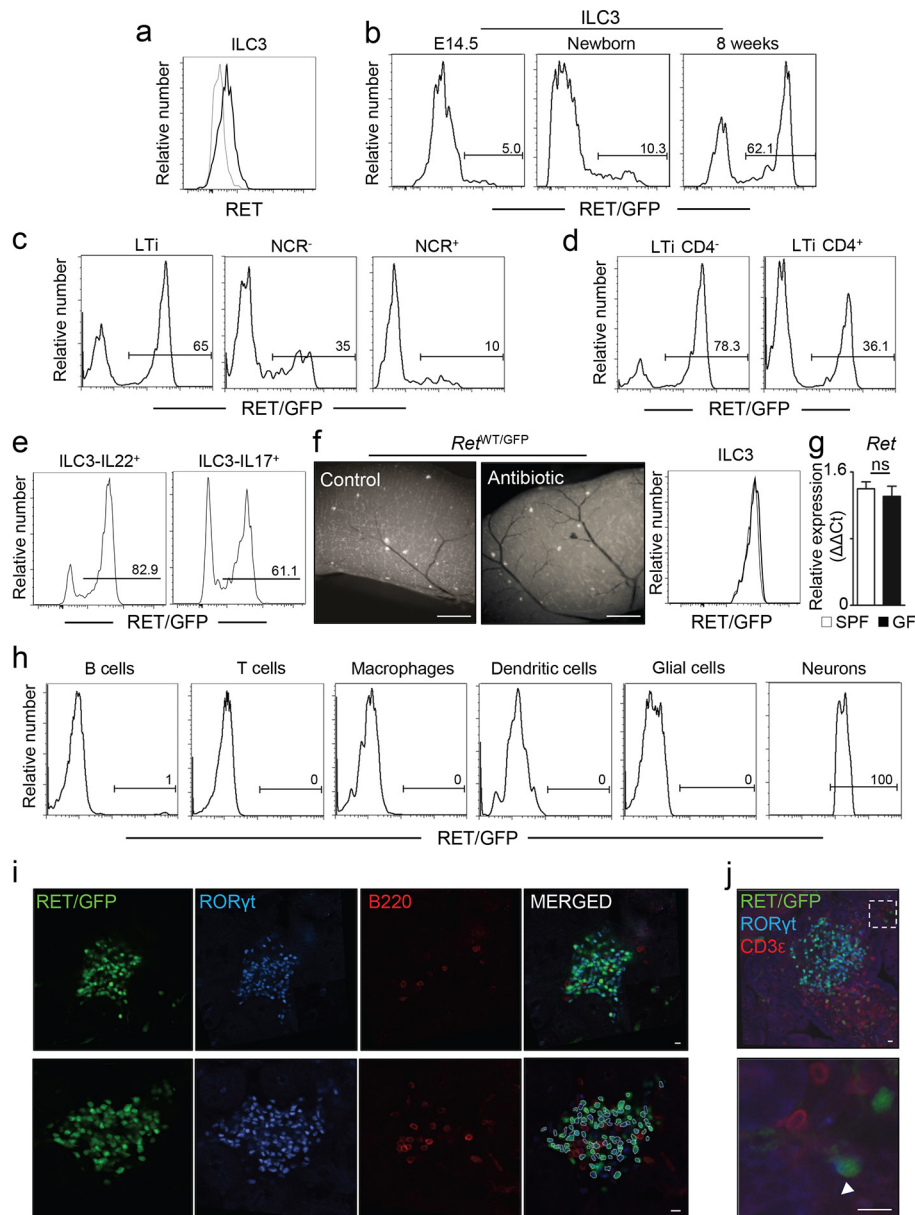 a
ILC3
Relative number
RET
b
ILC3
E14.5
Newborn
8 weeks
Relative number
5.0
10.3
62.1
RET/GFP
c
LTi
NCR-
NCR+
Relative number
65
35
10
RET/GFP
d
LTi CD4-
LTi CD4+
Relative number
78.3
36.1
RET/GFP
e
ILC3-IL22+
ILC3-IL17+
Relative number
82.9
61.1
RET/GFP
f
Ret WT/GFP
Control
Antibiotic
ILC3
Relative number
RET/GFP
g
Ret
ns
1.6
0
Relative expression
(ΔΔCt)
SPF
GF
h
B cells
T cells
Macrophages
Dendritic cells
Glial cells
Neurons
Relative number
1
0
0
0
0
100
RET/GFP
i
RET/GFP
RORγt
B220
MERGED
j
RET/GFP
RORγt
CD3ε